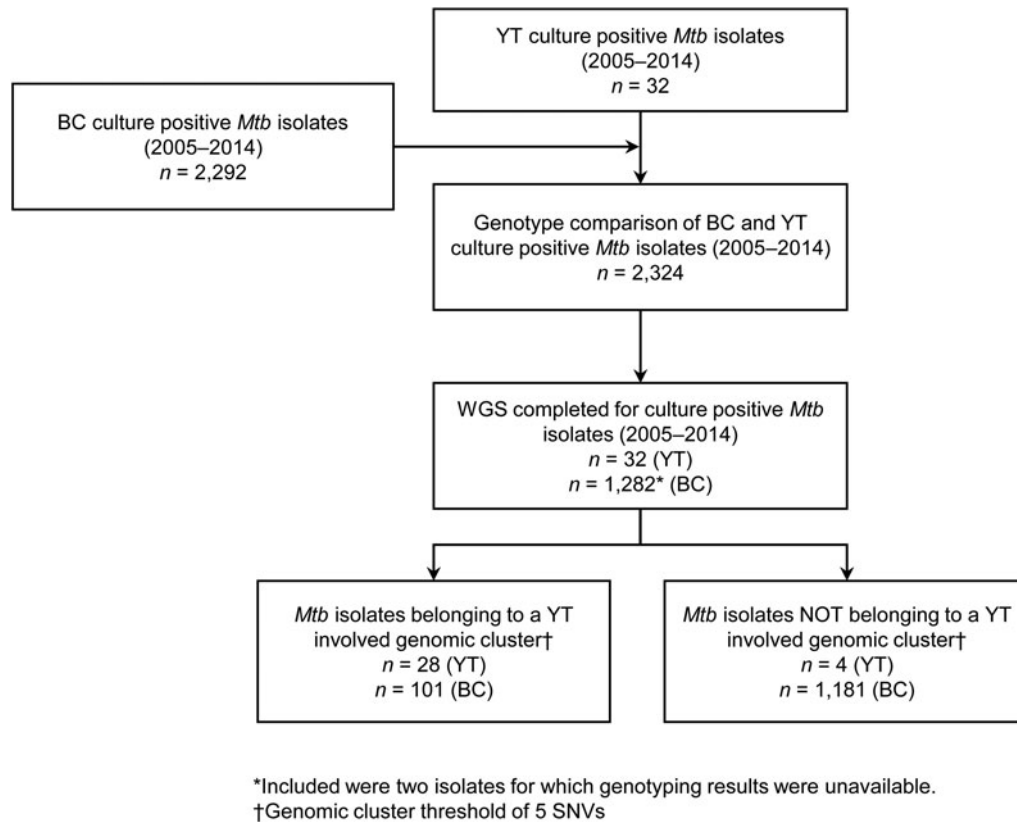 YT culture positive Mtb isolates
(2005–2014)
n = 32
BC culture positive Mtb isolates
(2005–2014)
n = 2,292
Genotype comparison of BC and YT
culture positive Mtb isolates (2005–2014)
n = 2,324
WGS completed for culture positive Mtb
isolates (2005–2014)
n = 32 (YT)
n = 1,282* (BC)
Mtb isolates belonging to a YT
involved genomic cluster†
n = 28 (YT)
n = 101 (BC)
Mtb isolates NOT belonging to a YT
involved genomic cluster†
n = 4 (YT)
n = 1,181 (BC)
*Included were two isolates for which genotyping results were unavailable.
†Genomic cluster threshold of 5 SNVs